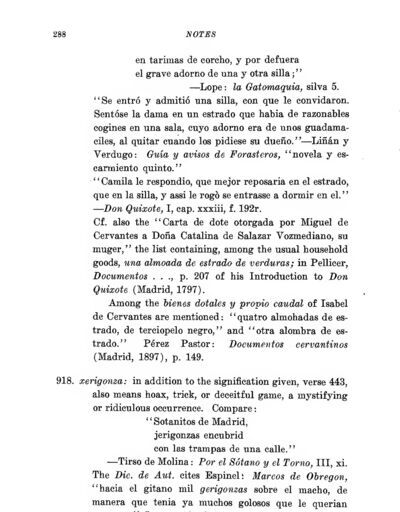 288 NOTES
en tarimas de corcho, y por defuera
el grave adorno de una y otra silla;"
—Lope: la Gatomaquia, silva 5.
"Se entró y admitió una silla, con que le convidaron.
Sentóse la dama en un estrado que habia de razonables
cogines en una sala, cuyo adorno era de unos guadama-
ciles, al quitar cuando los pidiese su dueño."—Liñán y
Verdugo: Guía y avisos de Forasteros, "novela y es-
carmiento quinto."
"Camila le respondio, que mejor reposaria en el estrado,
que en la silla, y assi le rogò se entrasse a dormir en el."
—Don Quixote, I, cap. xxxiii, f. 192r.
Cf. also the "Carta de dote otorgada por Miguel de
Cervantes a Doña Catalina de Salazar Vozmediano, su
muger," the list containing, among the usual household
goods, una almoada de estrado de verduras; in Pellicer,
Documentos . . ., p. 207 of his Introduction to Don
Quixote (Madrid, 1797).
Among the bienes dotales y propio caudal of Isabel
de Cervantes are mentioned: "quatro almohadas de es-
trado, de terciopelo negro," and "otra alombra de es-
trado." Pérez Pastor: Documentos cervantinos
(Madrid, 1897), p. 149.
918. xerigonza: in addition to the signification given, verse 443,
also means hoax, trick, or deceitful game, a mystifying
or ridiculous occurrence. Compare:
"Sotanitos de Madrid,
jerigonzas encubrid
con las trampas de una calle."
—Tirso de Molina: Por el Sótano y el Torno, III, xi.
The Dic. de Aut. cites Espinel: Marcos de Obregon,
"hacia el gitano mil gerigonzas sobre el macho, de
manera que tenia ya muchos golosos que le querian